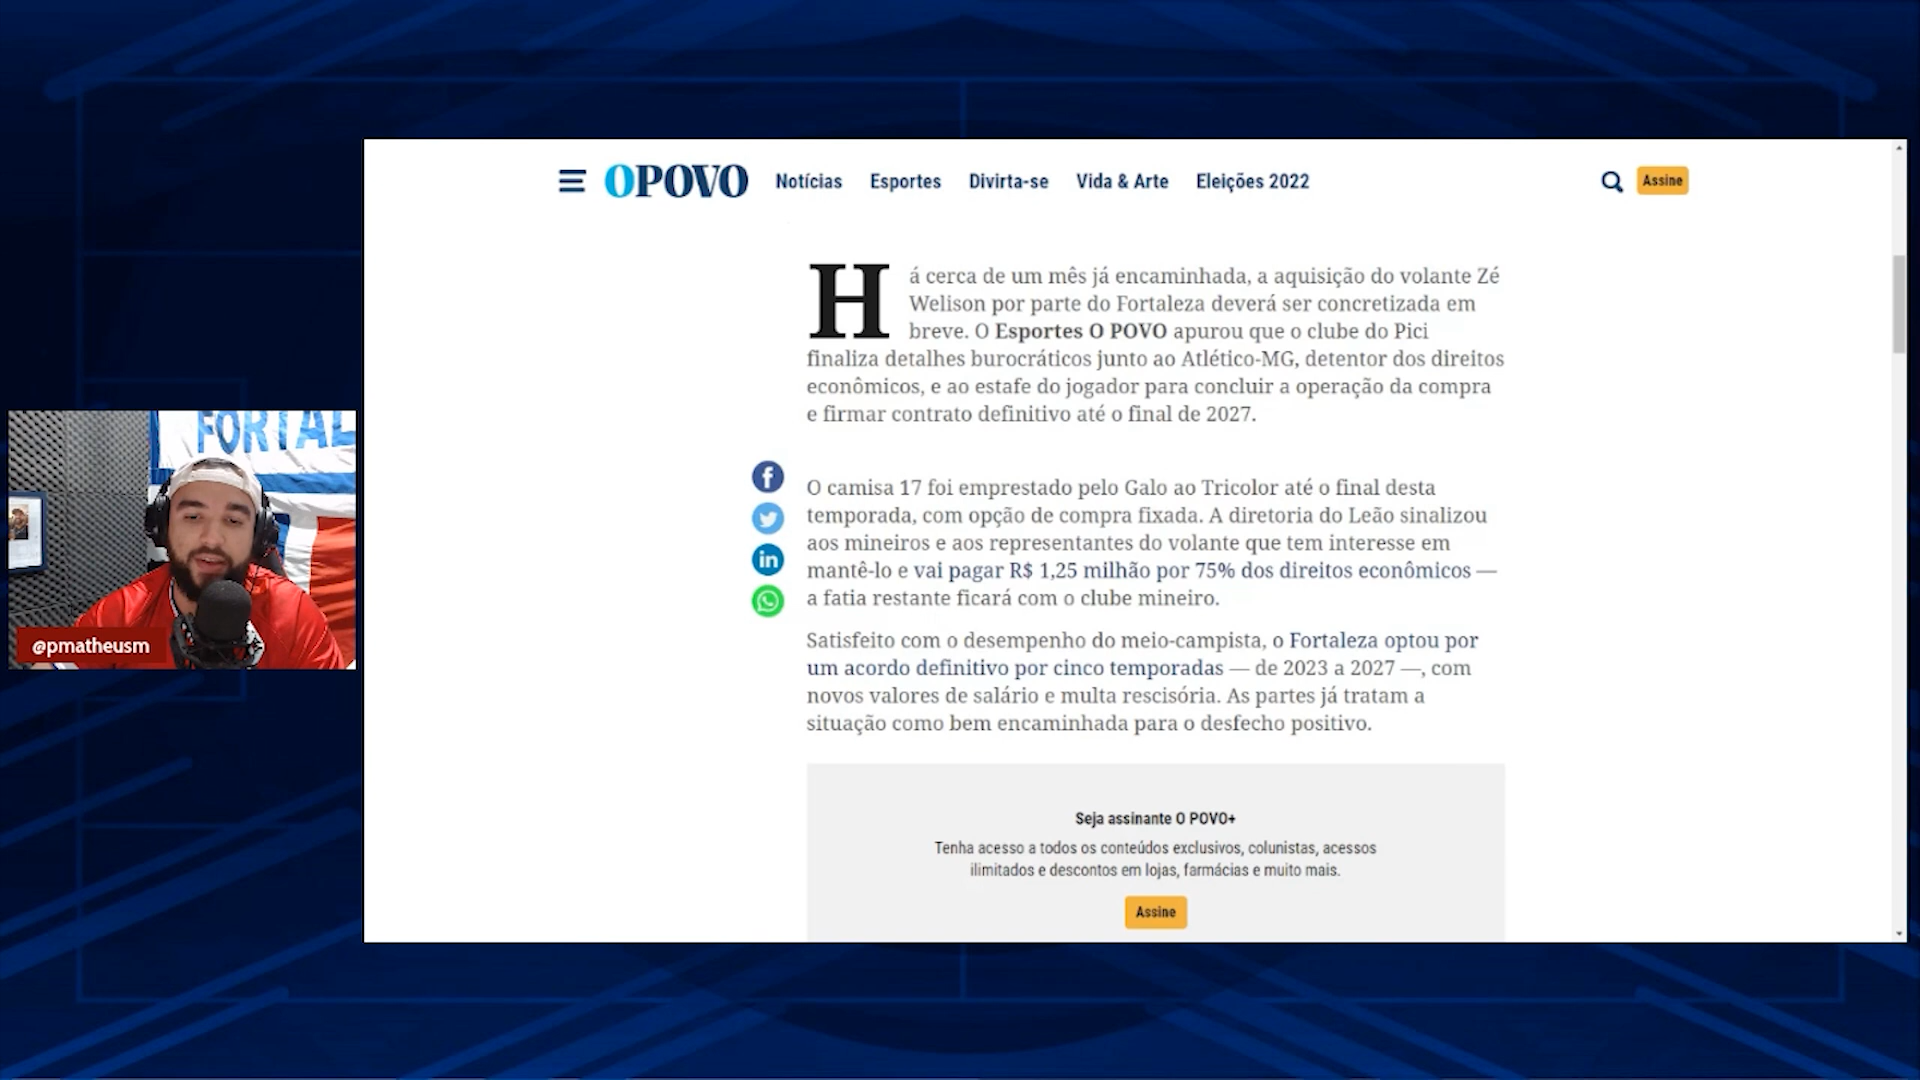 OPOVO
Notícias
Esportes
Divirta-se
Vida & Arte
Eleições 2022
Assine
Há cerca de um mês já encaminhada, a aquisição do volante Zé
Welison por parte do Fortaleza deverá ser concretizada em
breve. O Esportes O POVO apurou que o clube do Pici
finaliza detalhes burocráticos junto ao Atlético-MG, detentor dos direitos
econômicos, e ao estafe do jogador para concluir a operação da compra
e firmar contrato definitivo até o final de 2027.
O camisa 17 foi emprestado pelo Galo ao Tricolor até o final desta
temporada, com opção de compra fixada. A diretoria do Leão sinalizou
aos mineiros e aos representantes do volante que tem interesse em
mantê-lo e vai pagar R$ 1,25 milhão por 75% dos direitos econômicos —
a fatia restante ficará com o clube mineiro.
Satisfeito com o desempenho do meio-campista, o Fortaleza optou por
um acordo definitivo por cinco temporadas — de 2023 a 2027 —, com
novos valores de salário e multa rescisória. As partes já tratam a
situação como bem encaminhada para o desfecho positivo.
Seja assinante O POVO+
Tenha acesso a todos os conteúdos exclusivos, colunistas, acessos
ilimitados e descontos em lojas, farmácias e muito mais.
Assine
FORTAL
@pmatheusm